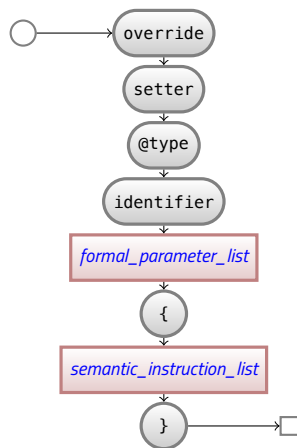 override
setter
@type
identifier
formal_parameter_list
{
semantic_instruction_list
}